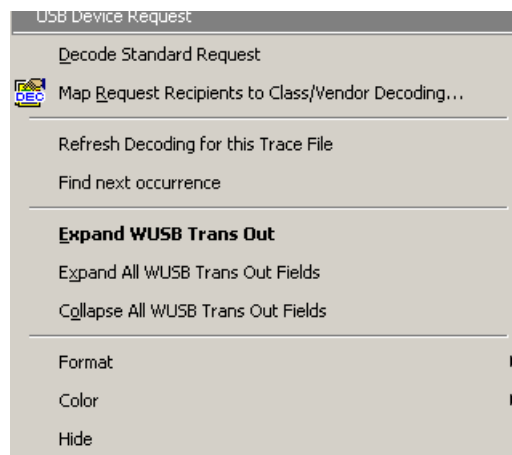 USB Device Request
Decode Standard Request
DEC
Map Request Recipients to Class/Vendor Decoding...
Refresh Decoding for this Trace File
Find next occurrence
Expand WUSB Trans Out
Expand All WUSB Trans Out Fields
Collapse All WUSB Trans Out Fields
Format
Color
Hide